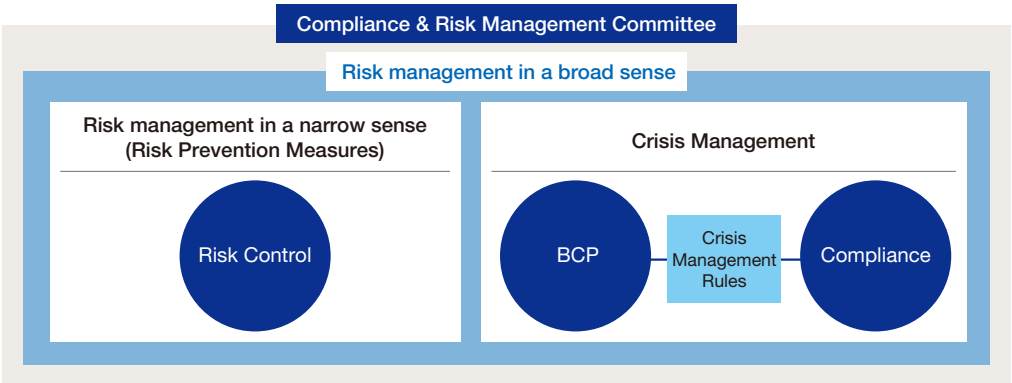 Compliance & Risk Management Committee
Risk management in a broad sense
Risk management in a narrow sense
(Risk Prevention Measures)
Risk Control
Crisis Management
BCP
Crisis
Management
Rules
Compliance